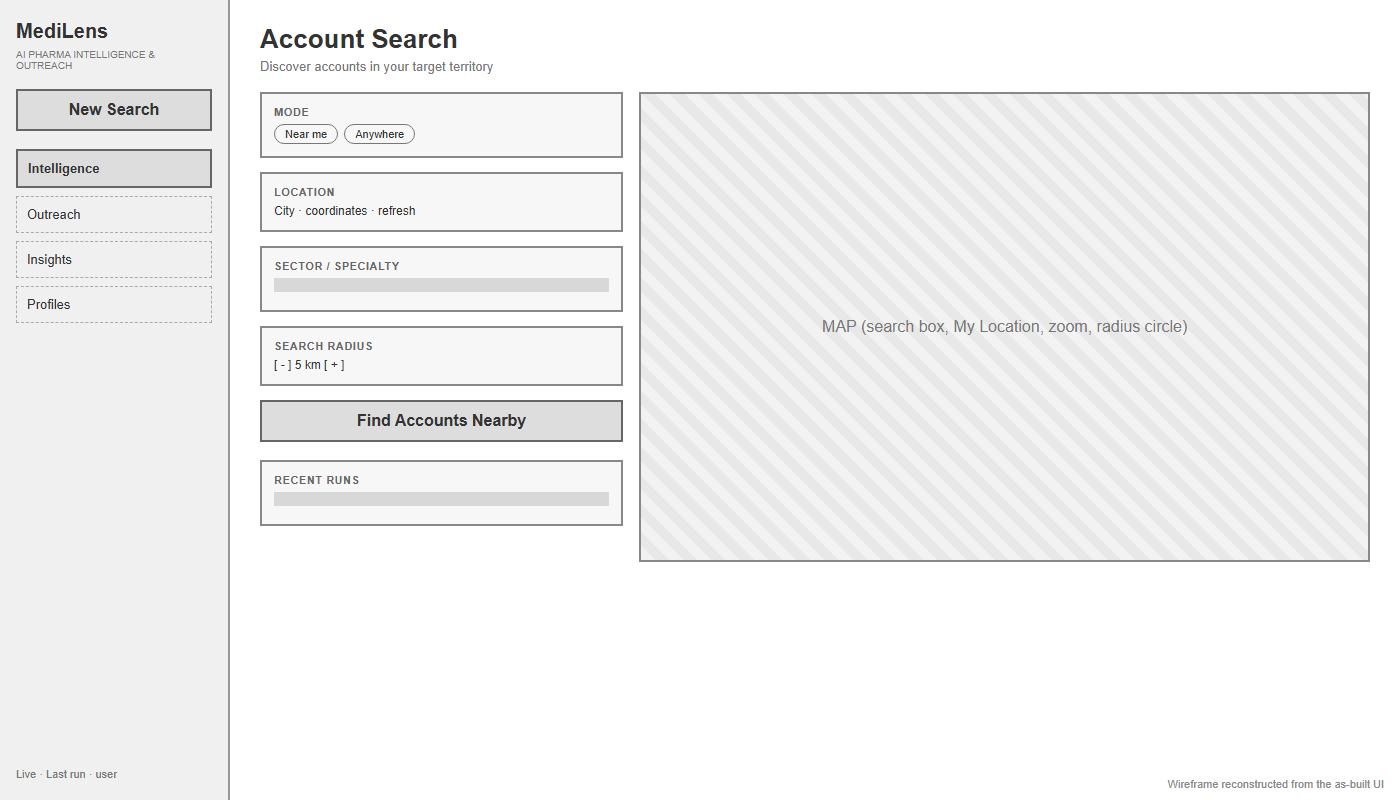 MediLens
AI PHARMA INTELLIGENCE &
OUTREACH
New Search
Intelligence
Outreach
Insights
Profiles
Live · Last run · user
Account Search
Discover accounts in your target territory
MODE
Near me
Anywhere
LOCATION
City · coordinates · refresh
SECTOR / SPECIALTY
SEARCH RADIUS
[ - ] 5 km [ + ]
Find Accounts Nearby
RECENT RUNS
MAP (search box, My Location, zoom, radius circle)
Wireframe reconstructed from the as-built UI